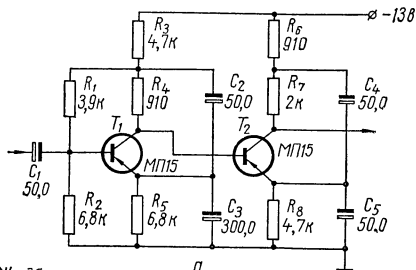 -13В
R3
4,7к
R6
910
R1
3,9к
R4
910
C2
50,0
R7
2к
C4
50,0
T1
T2
МП15
МП15
C1
50,0
R2
6,8к
R5
6,8к
C3
300,0
R8
4,7к
C5
50,0